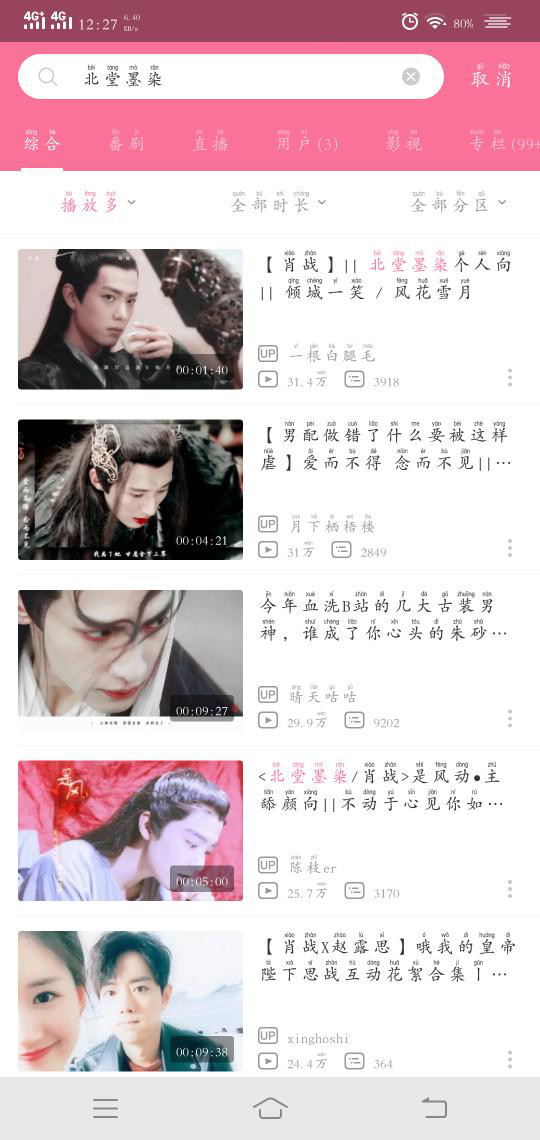 4G+ 4G 12:27 6.40 KB/s 80%
北堂墨染 取消
综合 番剧 直播 用户(3) 影视 专栏(99+
播放多 全部时长 全部分区
【肖战】|| 北堂墨染个人向
|| 倾城一笑 / 风花雪月
00:01:40
UP 一根白腿毛
31.4万 3918
【男配做错了什么要被这样
虐】爱而不得 念而不见||…
00:04:21
UP 月下栖梧楼
31万 2849
今年血洗B站的几大古装男
神，谁成了你心头的朱砂…
00:09:27
UP 晴天咕咕
29.9万 9202
<北堂墨染/肖战>是风动●主
舔颜向||不动于心见你如…
是风
00:05:00
UP 陈枝er
25.7万 3170
【肖战X赵露思】哦我的皇帝
陛下思战互动花絮合集丨…
00:09:38
UP xinghoshi
24.4万 364